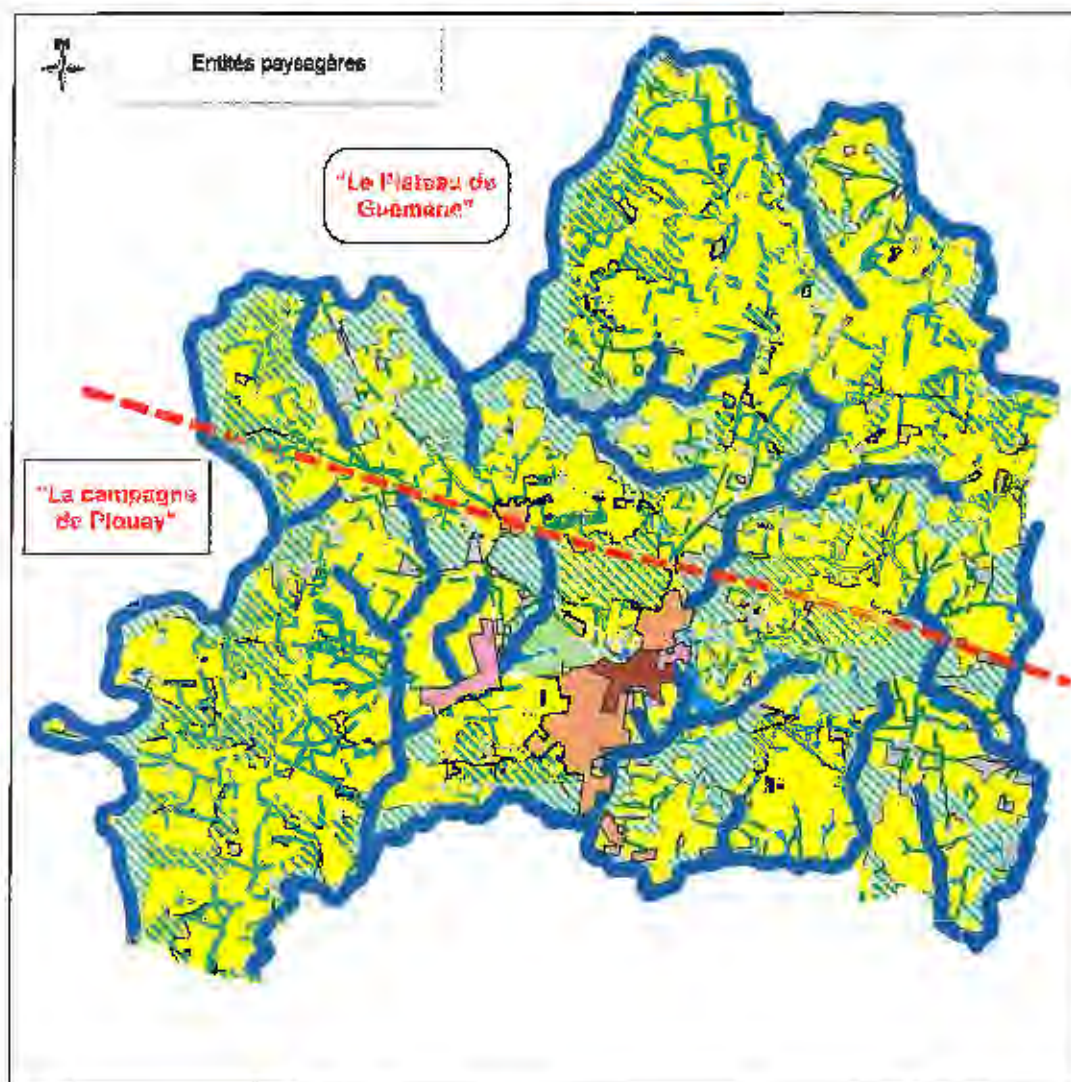 N
Entités paysagères
"Le Plateau de
Guémené"
"La campagne
de Plouay"